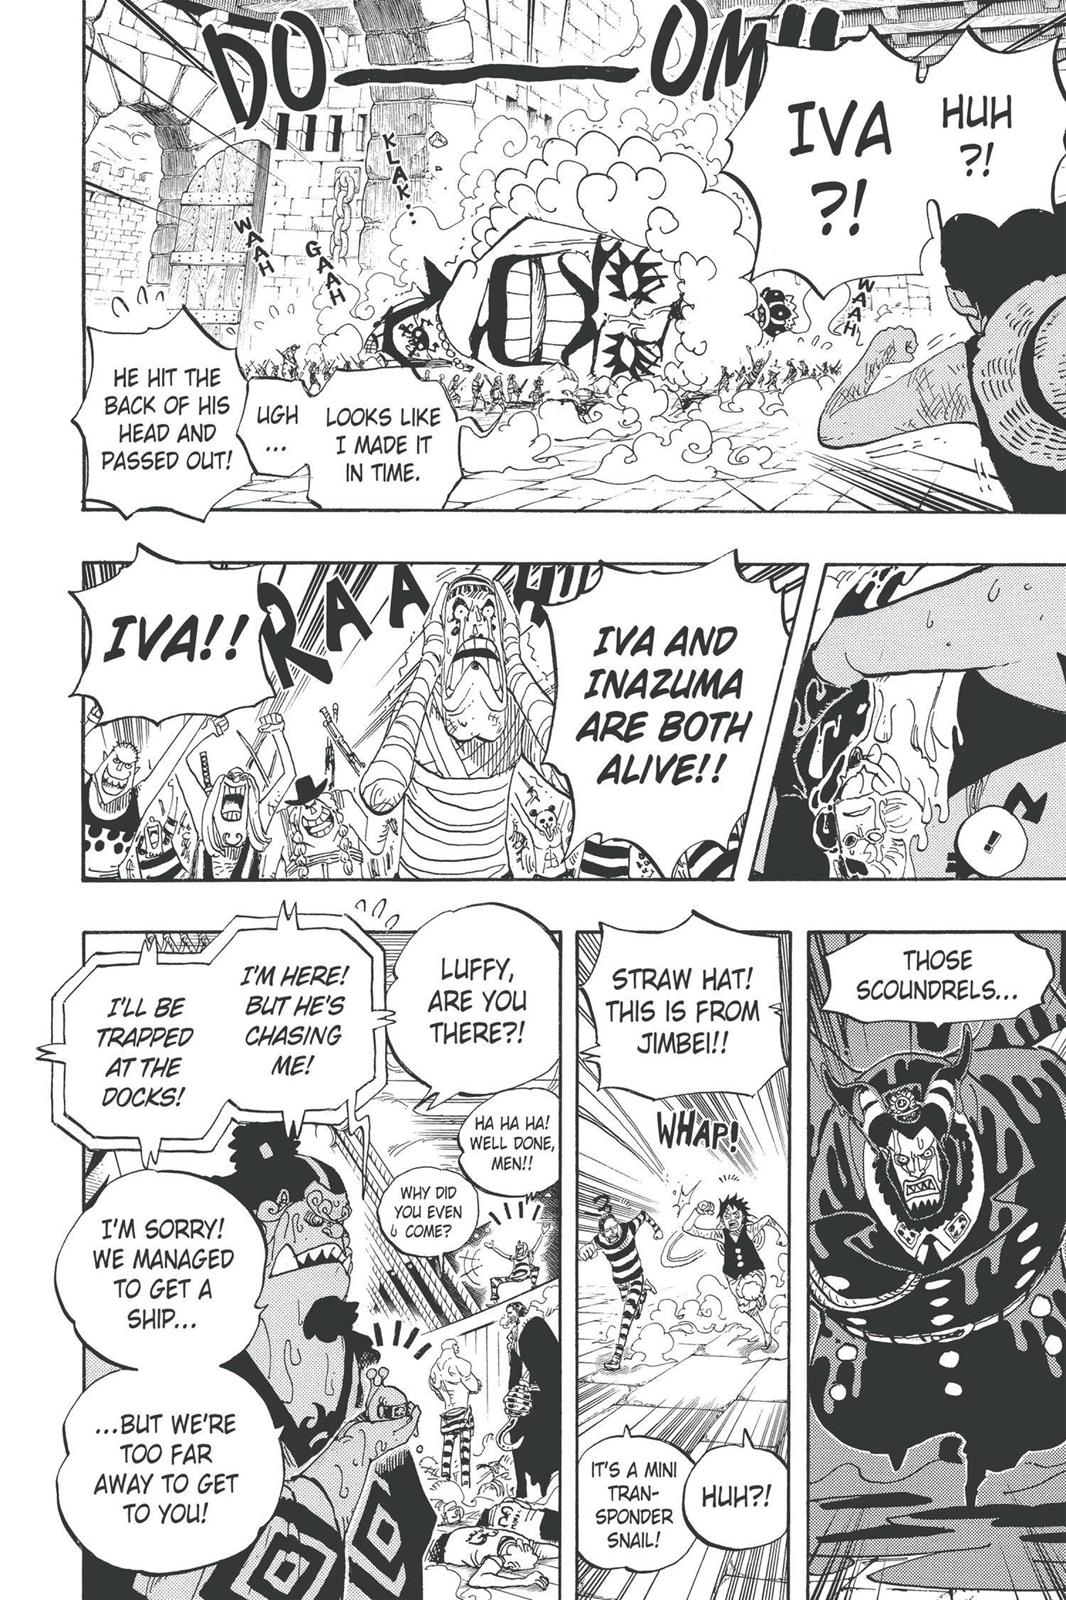 HUH
?!
IVA
?!
DO
OM!!
KLAK..
WAAH
GAAH
WAAH
LOOKS LIKE
I MADE IT
IN TIME.
UGH
...
HE HIT THE
BACK OF HIS
HEAD AND
PASSED OUT!
!
IVA AND
INAZUMA
ARE BOTH
ALIVE!!
RAAAH
IVA!!
THOSE
SCOUNDRELS...
STRAW HAT!
THIS IS FROM
JIMBEI!!
WHAP!
HUH?!
IT'S A MINI
TRAN-
SPONDER
SNAIL!
LUFFY,
ARE YOU
THERE?!
I'M HERE!
BUT HE'S
CHASING
ME!
I'LL BE
TRAPPED
AT THE
DOCKS!
HA HA HA!
WELL DONE,
MEN!!
WHY DID
YOU EVEN
COME?
I'M SORRY!
WE MANAGED
TO GET A
SHIP...
...BUT WE'RE
TOO FAR
AWAY TO GET
TO YOU!